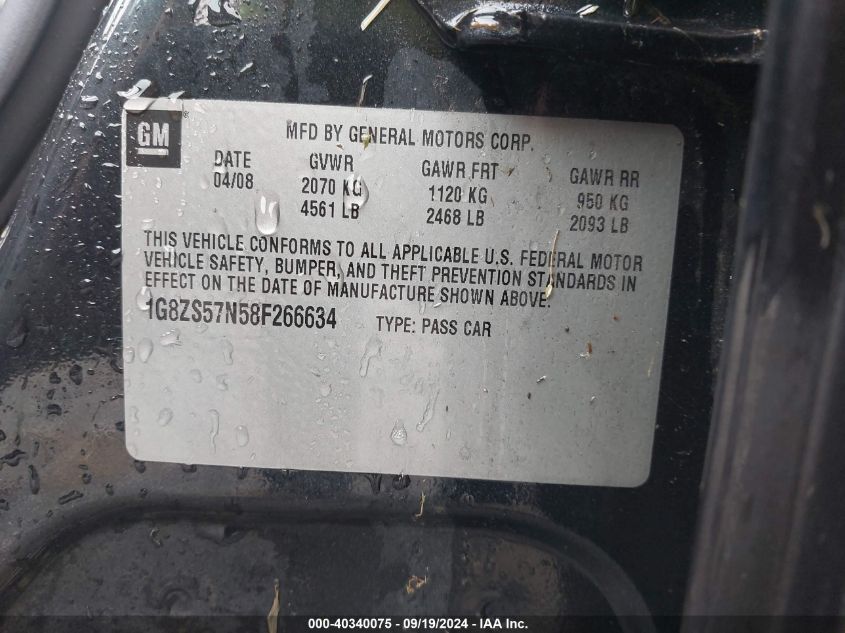 GM®
MFD BY GENERAL MOTORS CORP.
DATE GVWR GAWR FRT GAWR RR
04/08 2070 KG 1120 KG 950 KG
4561 LB 2468 LB 2093 LB
THIS VEHICLE CONFORMS TO ALL APPLICABLE U.S. FEDERAL MOTOR
VEHICLE SAFETY, BUMPER, AND THEFT PREVENTION STANDARDS IN
EFFECT ON THE DATE OF MANUFACTURE SHOWN ABOVE.
1G8ZS57N58F266634 TYPE: PASS CAR
000-40340075 - 09/19/2024 - IAA Inc.